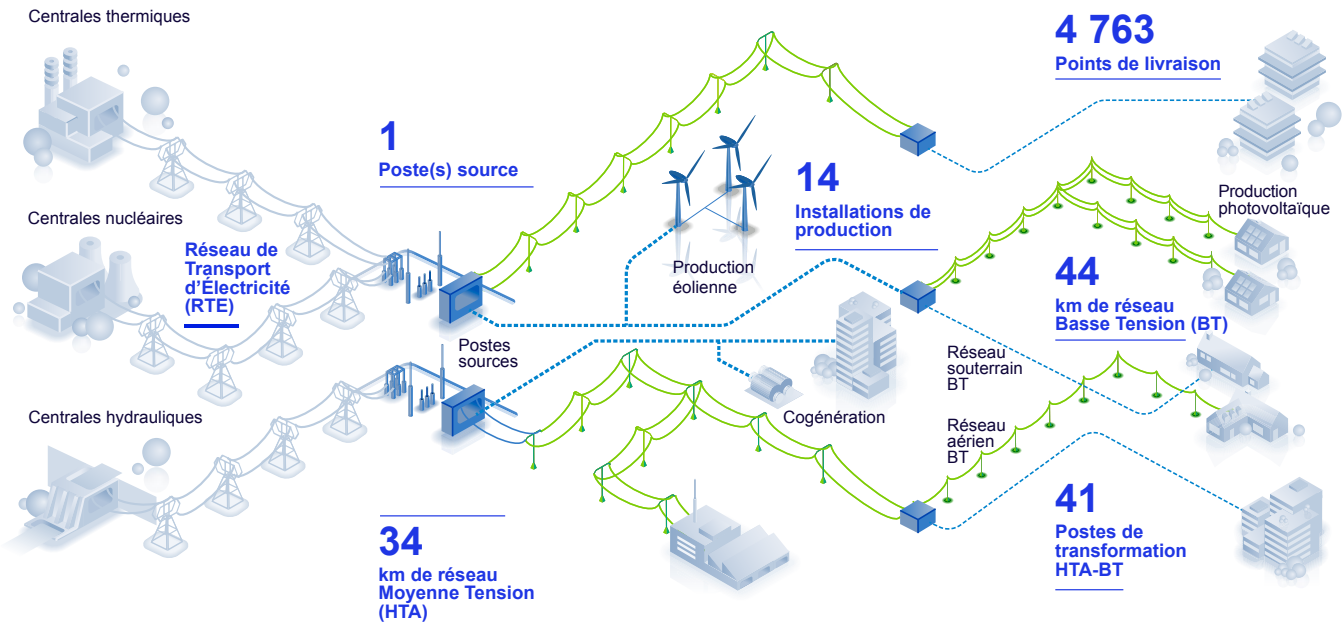 Centrales thermiques
4 763
Points de livraison
1
Poste(s) source
14
Installations de
production
Production
photovoltaïque
Centrales nucléaires
Réseau de
Transport
d’Électricité
(RTE)
Production
éolienne
44
km de réseau
Basse Tension (BT)
Postes
sources
Réseau
souterrain
BT
Centrales hydrauliques
Cogénération
Réseau
aérien
BT
41
Postes de
transformation
HTA-BT
34
km de réseau
Moyenne Tension
(HTA)